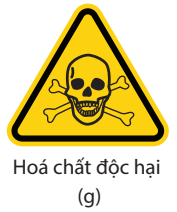 Hoá chất độc hại
(g)